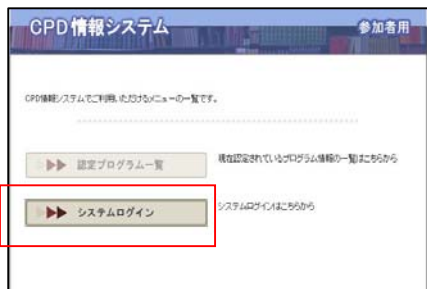 CPD情報システム
参加者用
CPD情報システムでご利用いただけるメニューの一覧です。
認定プログラム一覧
現在認定されているプログラム情報の一覧はこちらから
システムログイン
システムログインはこちらから